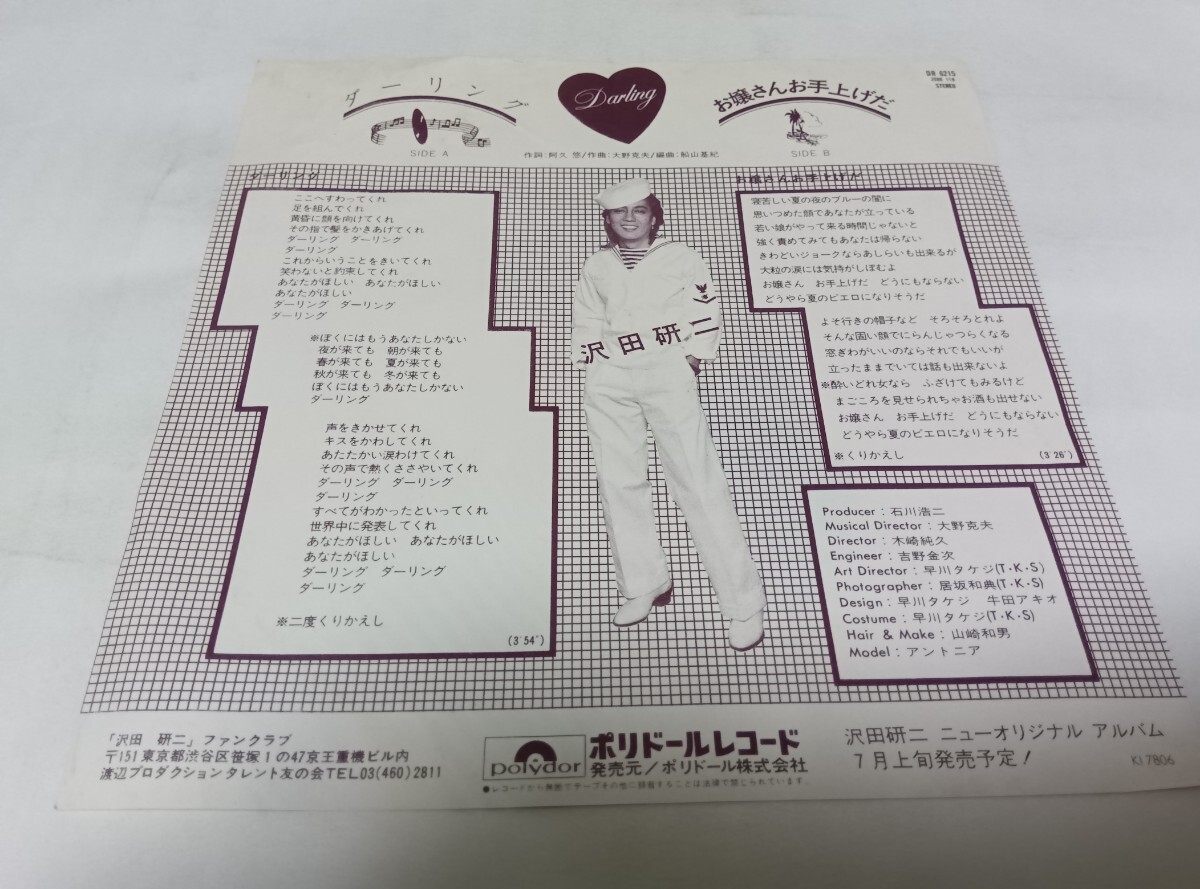 ダーリング
SIDE A
Darling
作詞:阿久 悠/作曲:大野克夫/編曲:船山基紀
お嬢さんお手上げだ
SIDE B
DR 6215
STEREO
ダーリング
ここへすわってくれ
足を組んでくれ
黄昏に顔を向けてくれ
その指で髪をかきあげてくれ
ダーリング ダーリング
ダーリング
これからいうことをきいてくれ
笑わないと約束してくれ
あなたがほしい あなたがほしい
あなたがほしい
ダーリング ダーリング
ダーリング
※ぼくにはもうあなたしかない
夜が来ても 朝が来ても
春が来ても 夏が来ても
秋が来ても 冬が来ても
ぼくにはもうあなたしかない
ダーリング
声をきかせてくれ
キスをかわしてくれ
あたたかい涙わけてくれ
その声で熱くささやいてくれ
ダーリング ダーリング
ダーリング
すべてがわかったといってくれ
世界中に発表してくれ
あなたがほしい あなたがほしい
あなたがほしい
ダーリング ダーリング
ダーリング
※二度くりかえし
(3′54″)
沢田研二
お嬢さんお手上げだ
寝苦しい夏の夜のブルーの闇に
思いつめた顔であなたが立っている
若い娘がやって来る時間じゃないと
強く責めてみてもあなたは帰らない
きわどいジョークならあしらいも出来るが
大粒の涙には気持がしぼむよ
お嬢さん お手上げだ どうにもならない
どうやら夏のピエロになりそうだ
よそ行きの帽子など そろそろとれよ
そんな固い顔でにらんじゃつらくなる
窓ぎわがいいのならそれでもいいが
立ったままでいては話も出来ないよ
※酔いどれ女なら ふざけてもみるけど
まごころを見せられちゃお酒も出せない
お嬢さん お手上げだ どうにもならない
どうやら夏のピエロになりそうだ
※くりかえし
(3′26″)
Producer:石川浩二
Musical Director:大野克夫
Director:木崎純久
Engineer:吉野金次
Art Director:早川タケジ(T・K・S)
Photographer:居坂和典(T・K・S)
Design:早川タケジ 牛田アキオ
Costume:早川タケジ(T・K・S)
Hair & Make:山崎和男
Model:アントニア
「沢田 研二」ファンクラブ
〒151東京都渋谷区笹塚1の47京王重機ビル内
渡辺プロダクションタレント友の会TEL03(460)2811
polydor
ポリドールレコード
発売元/ポリドール株式会社
●レコードから無断でテープその他に録音することは法律で禁じられています。
沢田研二 ニューオリジナル アルバム
7月上旬発売予定!
KI 7806